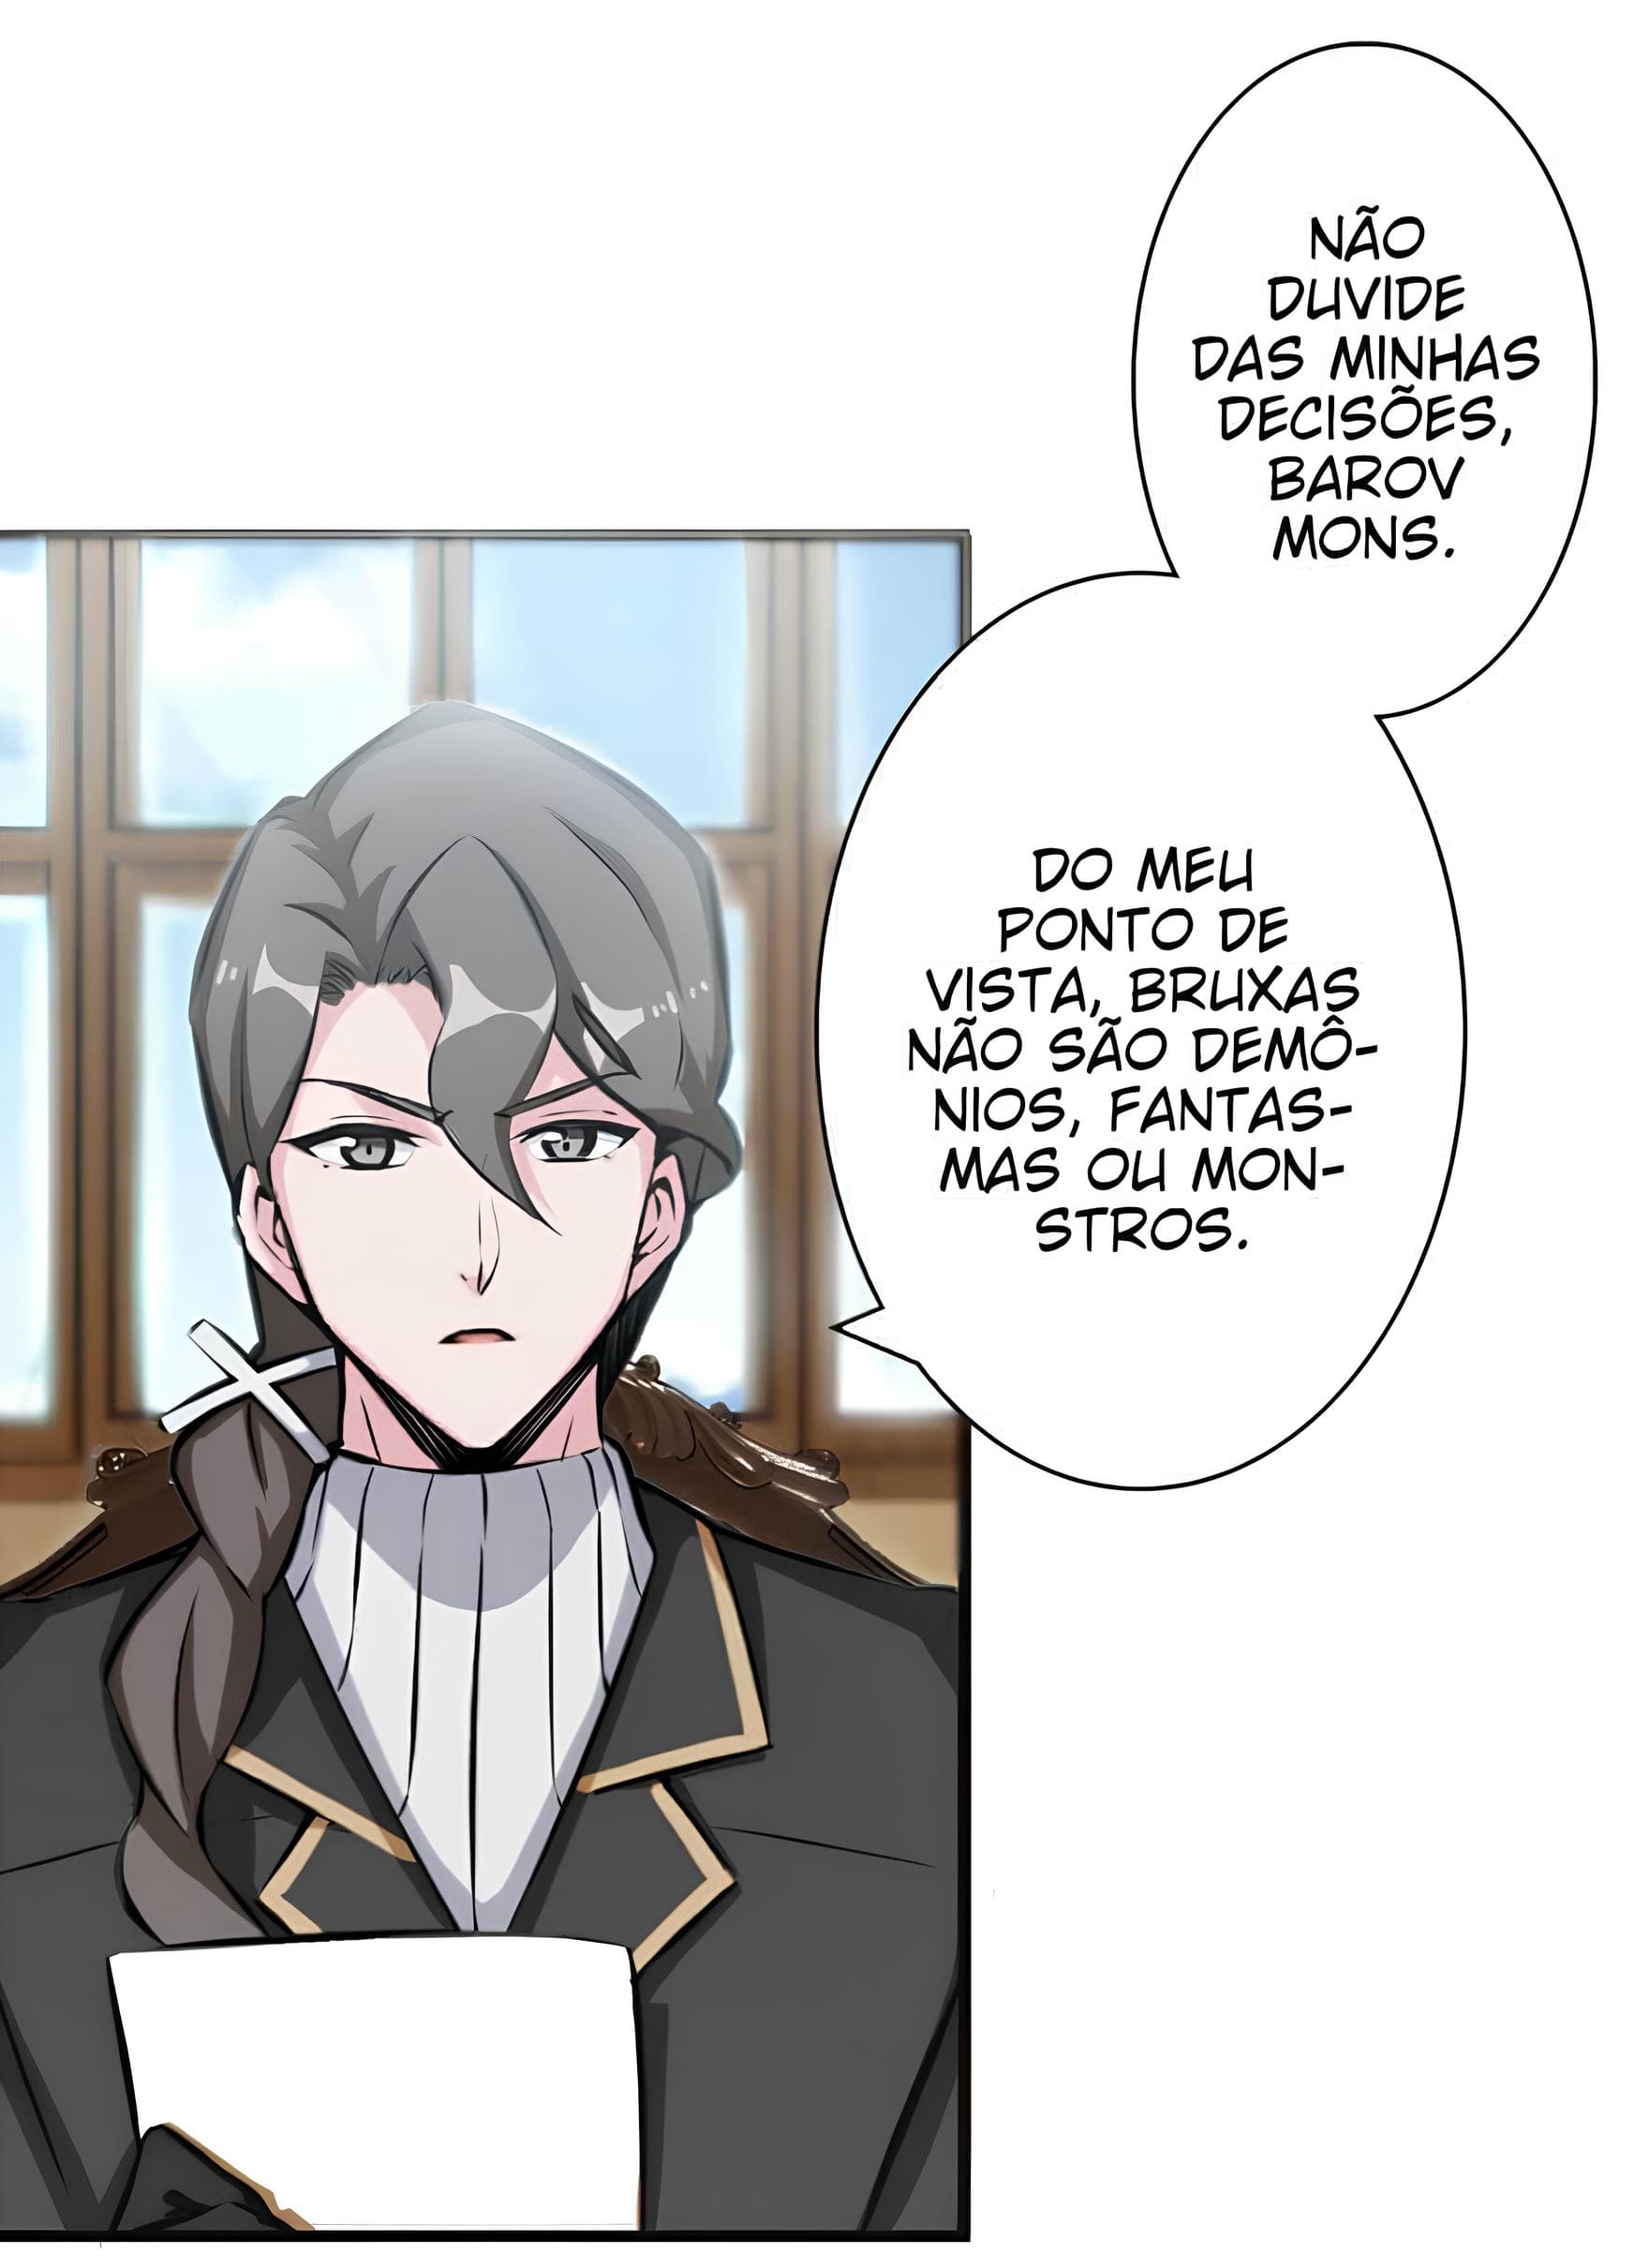 NÃO
DUVIDE
DAS MINHAS
DECISÕES,
BAROV
MONS.
DO MEU
PONTO DE
VISTA, BRUXAS
NÃO SÃO DEMÔ-
NIOS, FANTAS-
MAS OU MON-
STROS.